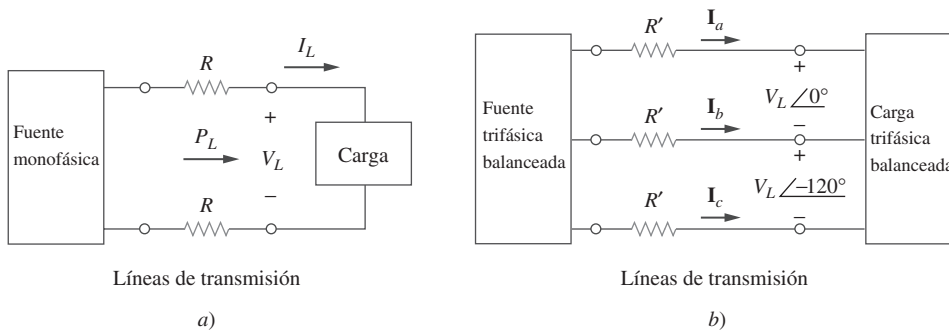 I_L
R
+
Fuente
monofásica
P_L
V_L
Carga
R
−
Líneas de transmisión
a)
R′
I_a
+
V_L ∠0°
Fuente
trifásica
balanceada
R′
I_b
−
+
Carga
trifásica
balanceada
V_L ∠−120°
R′
I_c
−
Líneas de transmisión
b)